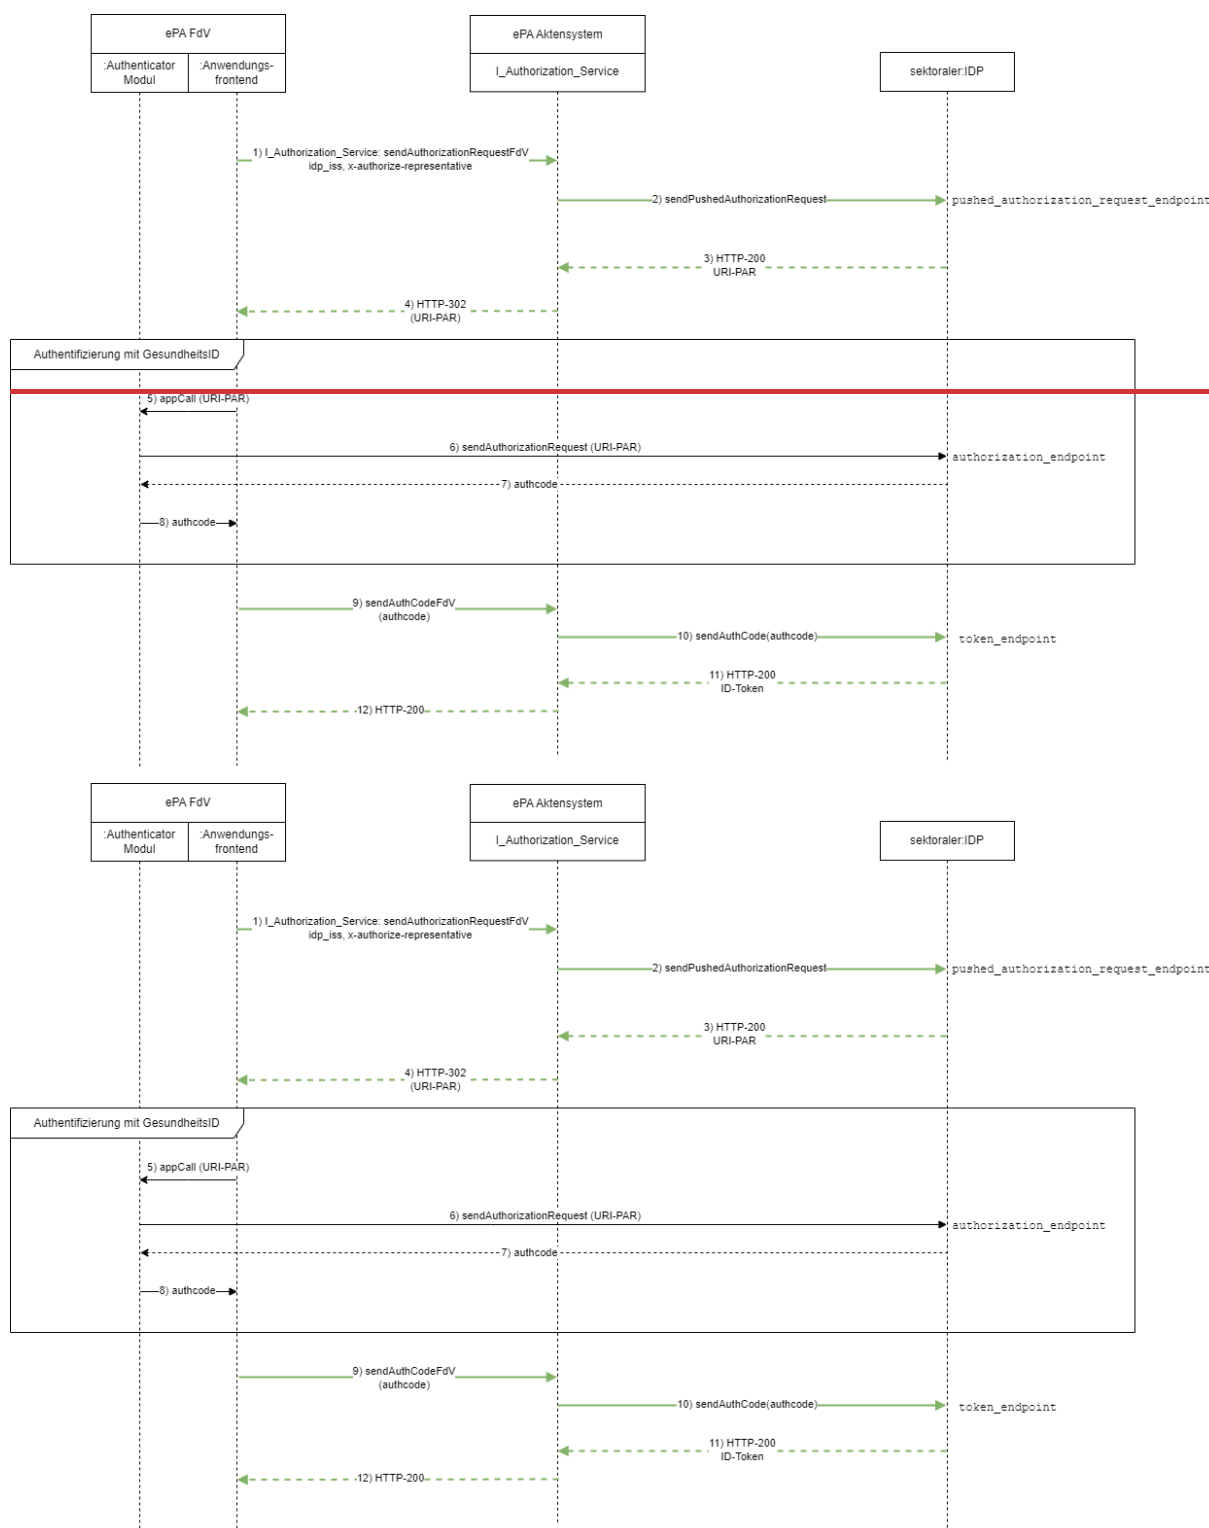 ePA FdV
:Authenticator
Modul
:Anwendungs-
frontend
ePA Aktensystem
I_Authorization_Service
sektoraler:IDP
1) I_Authorization_Service: sendAuthorizationRequestFdV
idp_iss, x-authorize-representative
2) sendPushedAuthorizationRequest
pushed_authorization_request_endpoint
3) HTTP-200
URI-PAR
4) HTTP-302
(URI-PAR)
Authentifizierung mit GesundheitsID
5) appCall (URI-PAR)
6) sendAuthorizationRequest (URI-PAR)
authorization_endpoint
7) authcode
8) authcode
9) sendAuthCodeFdV
(authcode)
10) sendAuthCode(authcode)
token_endpoint
11) HTTP-200
ID-Token
12) HTTP-200
ePA FdV
:Authenticator
Modul
:Anwendungs-
frontend
ePA Aktensystem
I_Authorization_Service
sektoraler:IDP
1) I_Authorization_Service: sendAuthorizationRequestFdV
idp_iss, x-authorize-representative
2) sendPushedAuthorizationRequest
pushed_authorization_request_endpoint
3) HTTP-200
URI-PAR
4) HTTP-302
(URI-PAR)
Authentifizierung mit GesundheitsID
5) appCall (URI-PAR)
6) sendAuthorizationRequest (URI-PAR)
authorization_endpoint
7) authcode
8) authcode
9) sendAuthCodeFdV
(authcode)
10) sendAuthCode(authcode)
token_endpoint
11) HTTP-200
ID-Token
12) HTTP-200